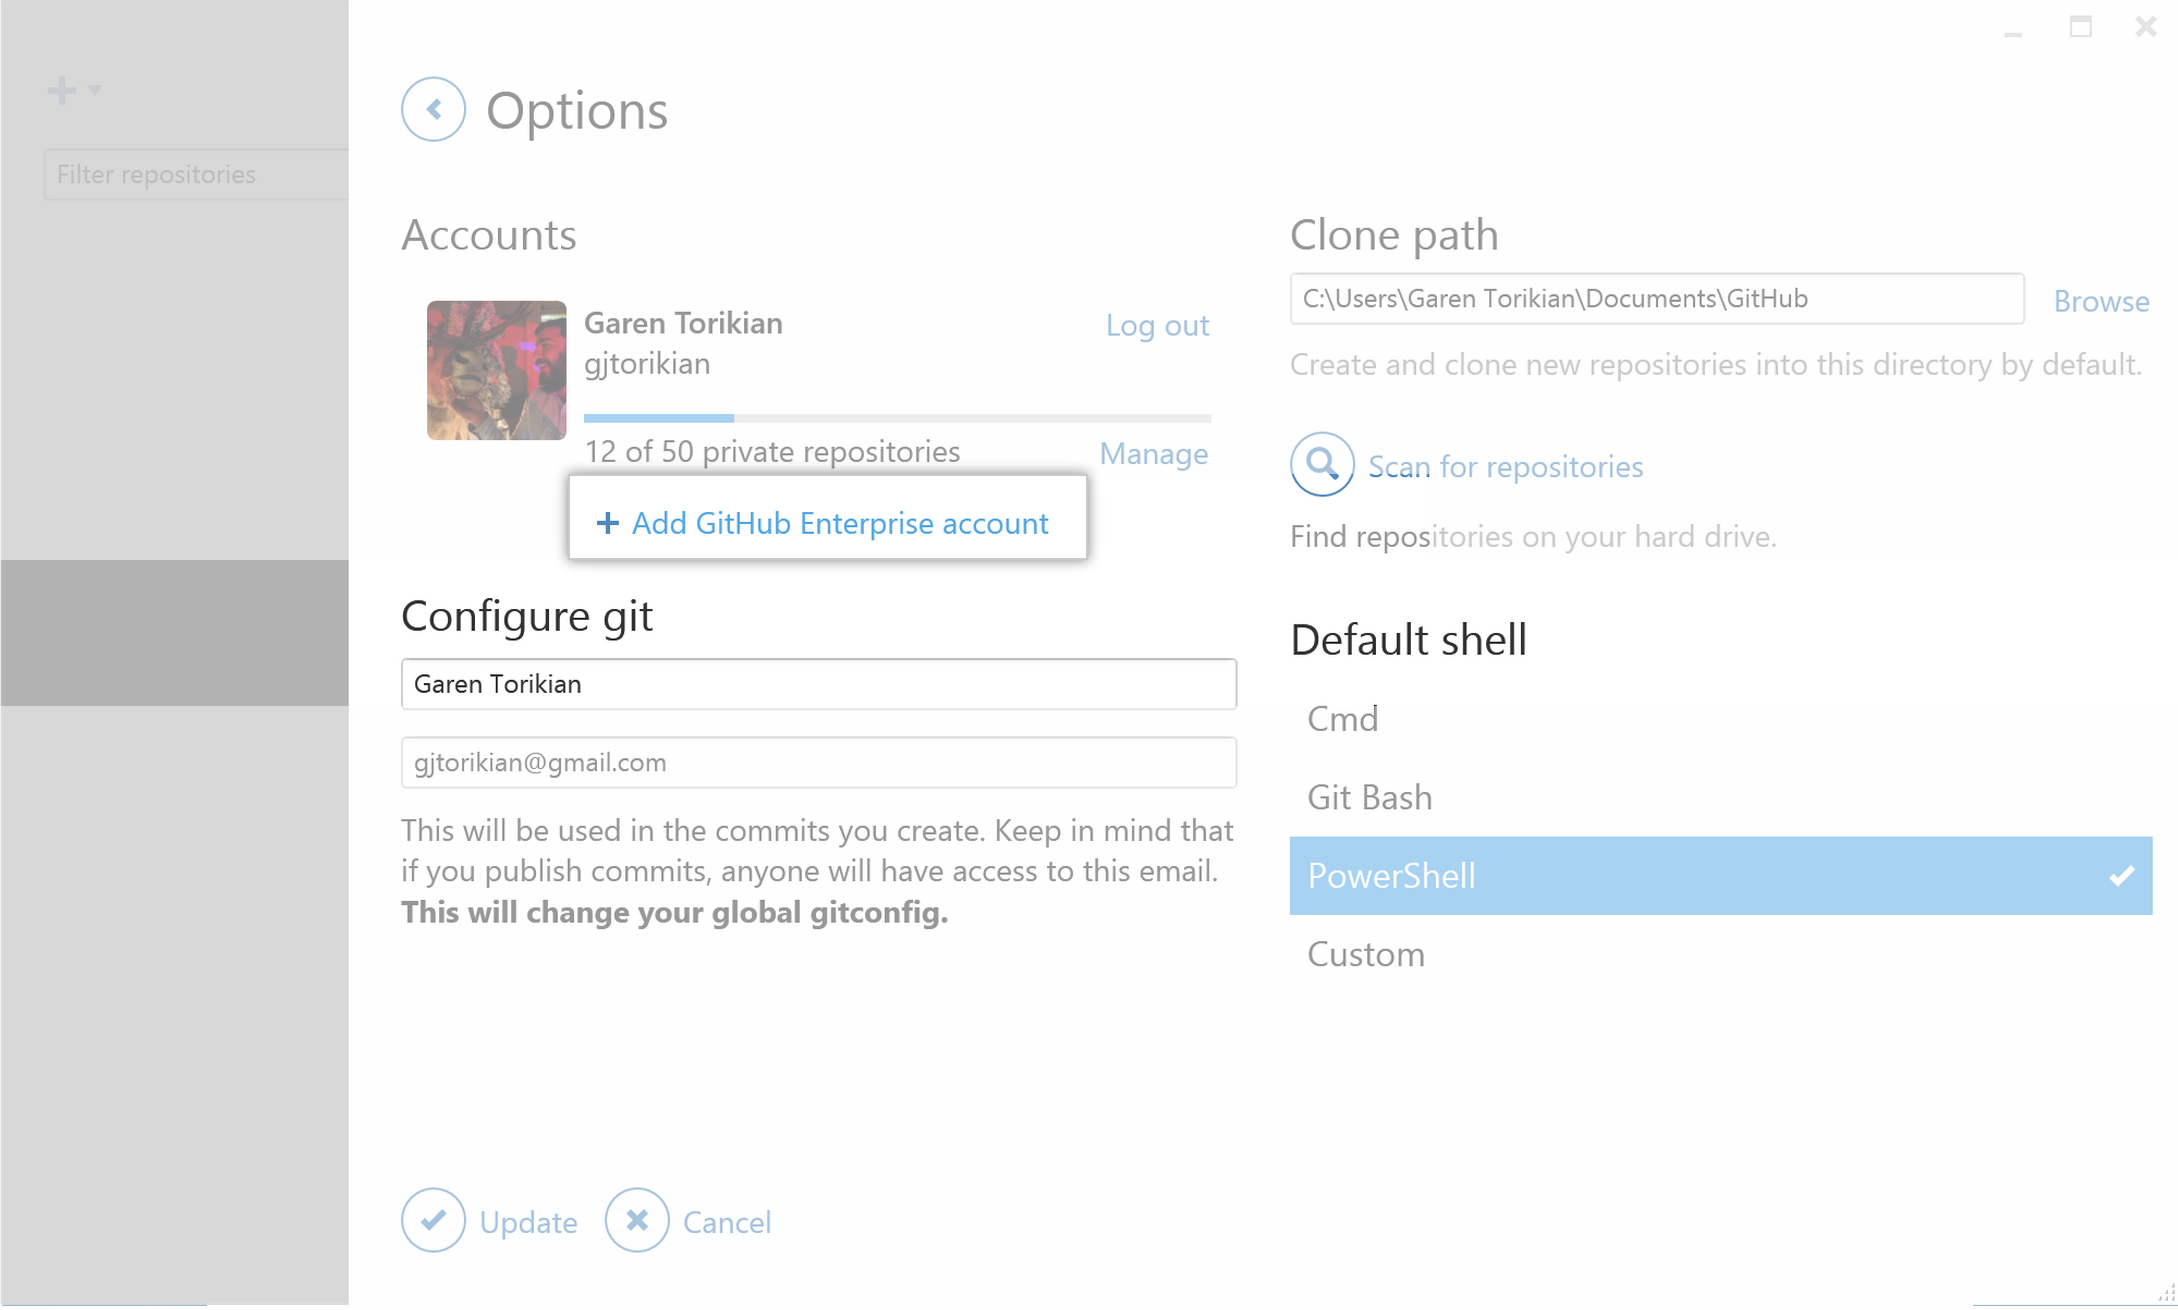 Filter repositories
Options
Accounts
Garen Torikian
Log out
gjtorikian
12 of 50 private repositories
Manage
Add GitHub Enterprise account
Configure git
Garen Torikian
gjtorikian@gmail.com
This will be used in the commits you create. Keep in mind that
if you publish commits, anyone will have access to this email.
This will change your global gitconfig.
Clone path
C:\Users\Garen Torikian\Documents\GitHub
Browse
Create and clone new repositories into this directory by default.
Scan for repositories
Find repositories on your hard drive.
Default shell
Cmd
Git Bash
PowerShell
Custom
Update
Cancel